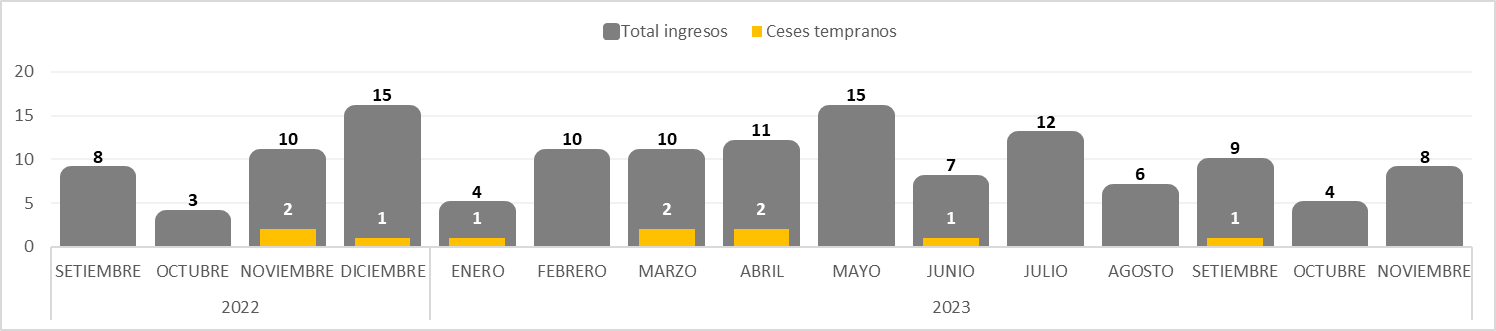 Total ingresos Ceses tempranos
20
15
10
5
0
8 3 10 15 4 10 10 11 15 7 12 6 9 4 8
2 1 1 2 2 1 1
SETIEMBRE OCTUBRE NOVIEMBRE DICIEMBRE ENERO FEBRERO MARZO ABRIL MAYO JUNIO JULIO AGOSTO SETIEMBRE OCTUBRE NOVIEMBRE
2022 2023